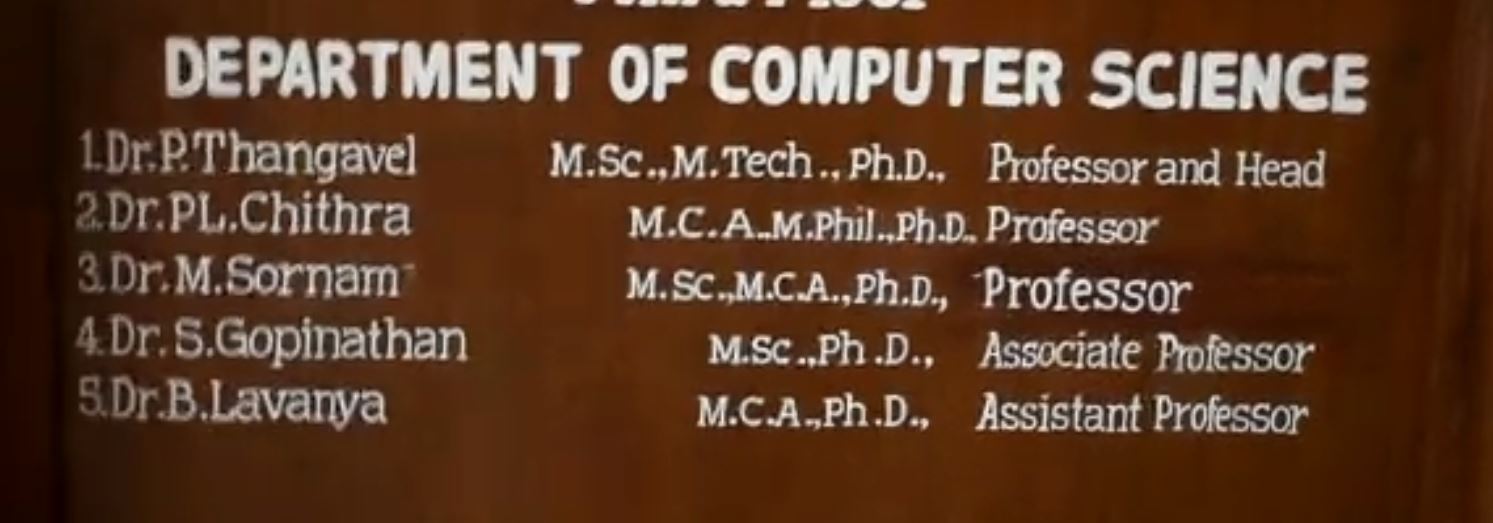 DEPARTMENT OF COMPUTER SCIENCE
1.Dr.P.Thangavel M.Sc.,M.Tech., Ph.D., Professor and Head
2.Dr.PL.Chithra M.C.A.,M.Phil.,Ph.D., Professor
3.Dr.M.Sornam M.Sc.,M.C.A.,Ph.D., Professor
4.Dr.S.Gopinathan M.Sc.,Ph.D., Associate Professor
5.Dr.B.Lavanya M.C.A.,Ph.D., Assistant Professor